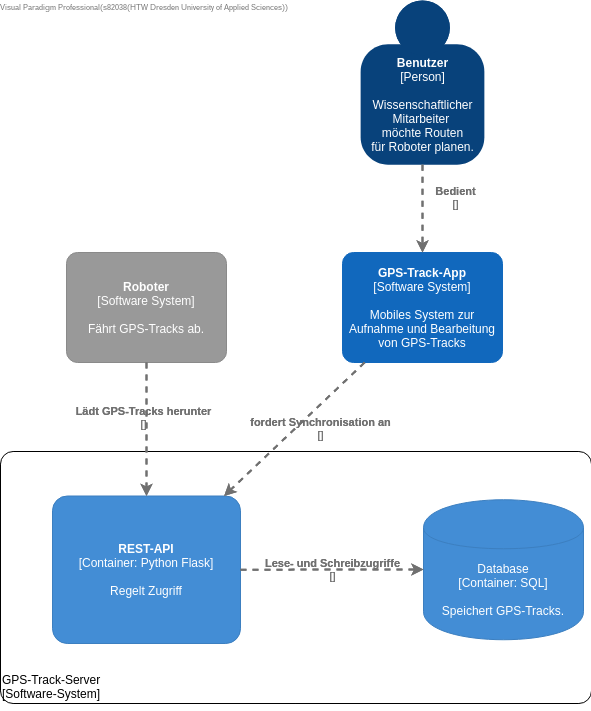 Visual Paradigm Professional(s82038(HTW Dresden University of Applied Sciences))
Benutzer
[Person]
Wissenschaftlicher
Mitarbeiter
möchte Routen
für Roboter planen.
Bedient
[]
Roboter
[Software System]
Fährt GPS-Tracks ab.
GPS-Track-App
[Software System]
Mobiles System zur
Aufnahme und Bearbeitung
von GPS-Tracks
Lädt GPS-Tracks herunter
[]
fordert Synchronisation an
[]
REST-API
[Container: Python Flask]
Regelt Zugriff
Lese- und Schreibzugriffe
[]
Database
[Container: SQL]
Speichert GPS-Tracks.
GPS-Track-Server
[Software-System]